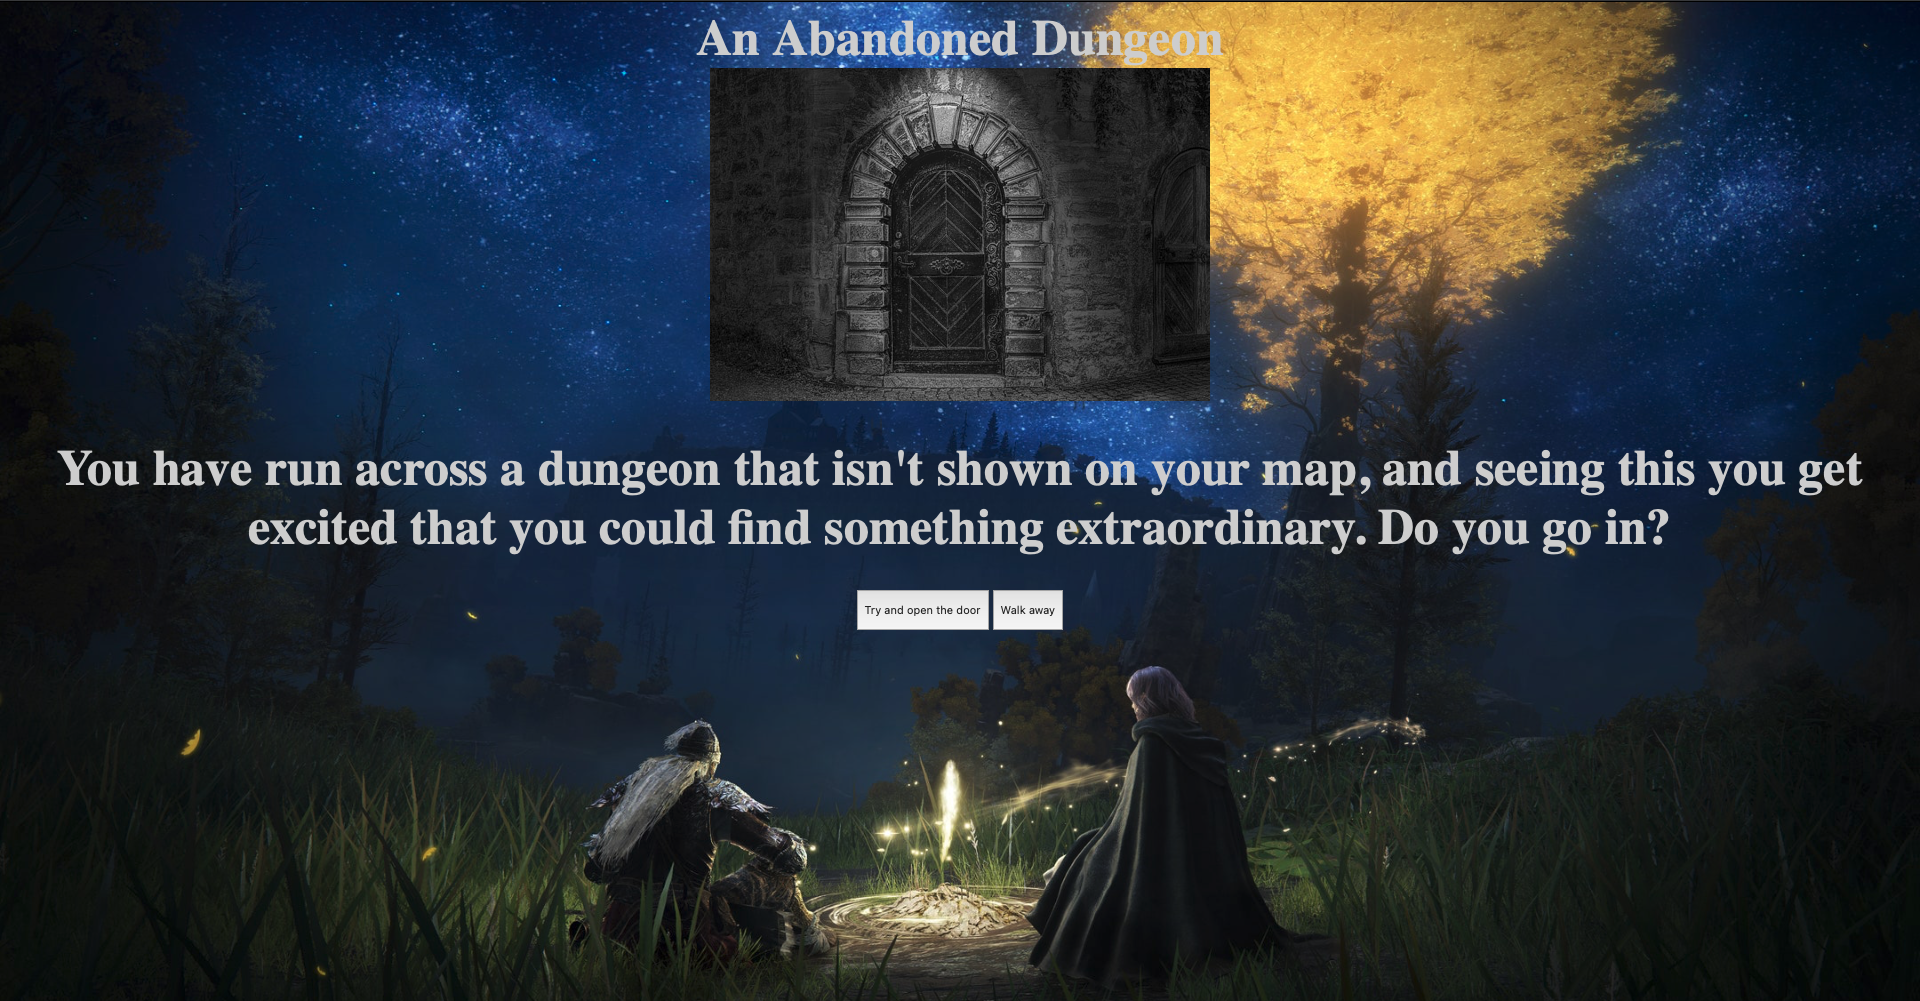 An Abandoned Dungeon
You have run across a dungeon that isn't shown on your map, and seeing this you get
excited that you could find something extraordinary. Do you go in?
Try and open the door
Walk away